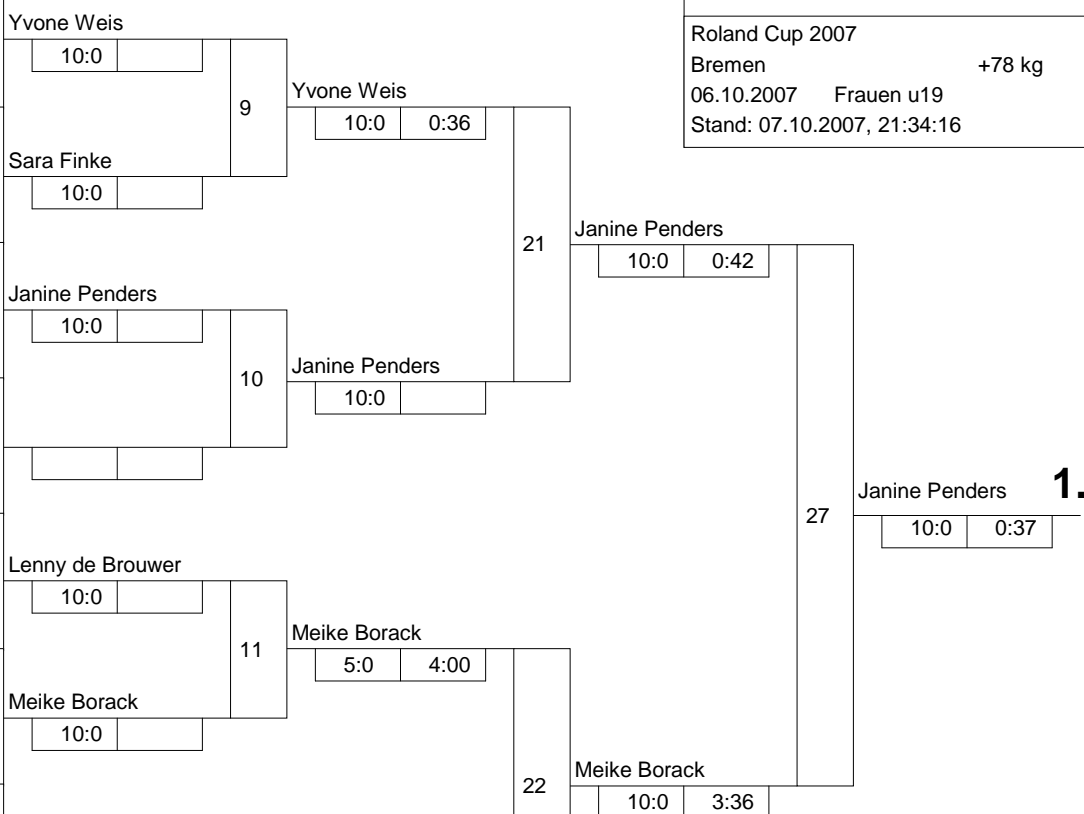 Yvone Weis
10:0
9
Sara Finke
10:0
Janine Penders
10:0
10
Lenny de Brouwer
10:0
11
Meike Borack
10:0
Yvone Weis
10:0 0:36
21
Janine Penders
10:0
Meike Borack
5:0 4:00
22
Janine Penders
10:0 0:42
27
Meike Borack
10:0 3:36
Janine Penders 1.
10:0 0:37
Roland Cup 2007
Bremen +78 kg
06.10.2007 Frauen u19
Stand: 07.10.2007, 21:34:16